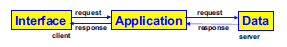 request request
Interface Application Data
response response
client server